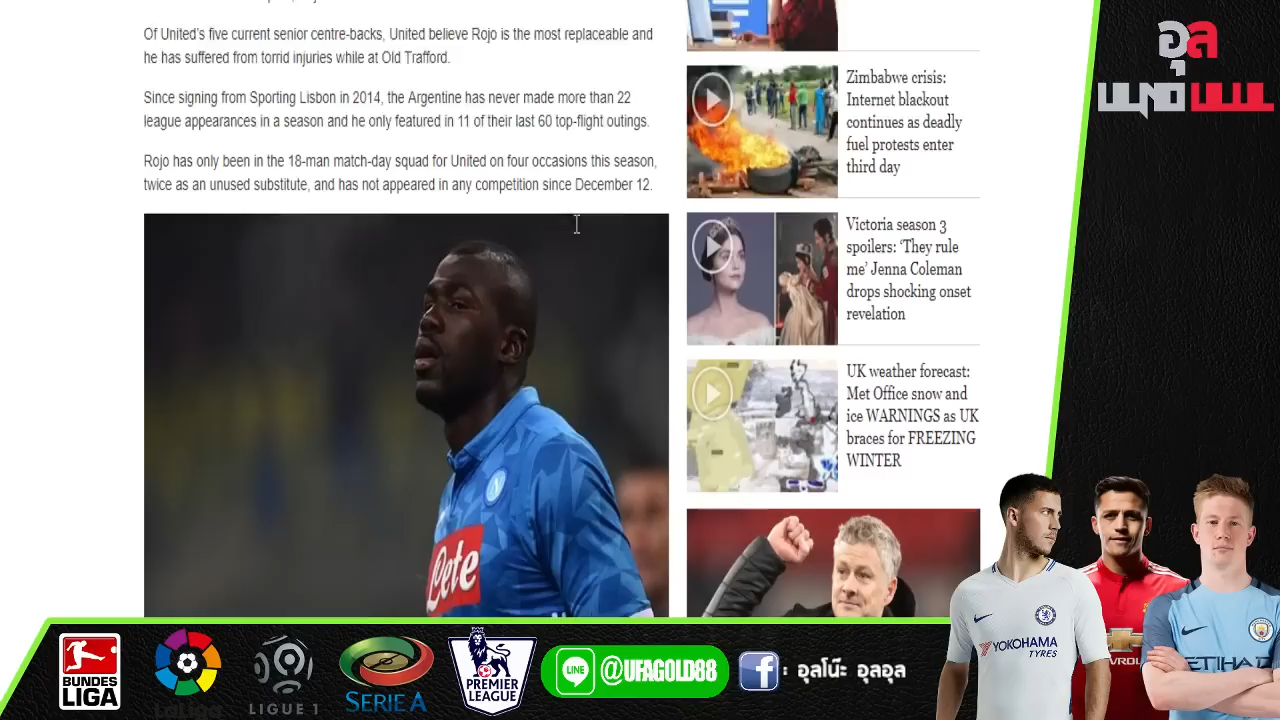 Of United's five current senior centre-backs, United believe Rojo is the most replaceable and
he has suffered from torrid injuries while at Old Trafford.
Since signing from Sporting Lisbon in 2014, the Argentine has never made more than 22
league appearances in a season and he only featured in 11 of their last 60 top-flight outings.
Rojo has only been in the 18-man match-day squad for United on four occasions this season,
twice as an unused substitute, and has not appeared in any competition since December 12.
Lete
Zimbabwe crisis:
Internet blackout
continues as deadly
fuel protests enter
third day
Victoria season 3
spoilers: ‘They rule
me’ Jenna Coleman
drops shocking onset
revelation
UK weather forecast:
Met Office snow and
ice WARNINGS as UK
braces for FREEZING
WINTER
อุล
YOKOHAMA
TYRES
ETIHAD
BUNDES
LIGA
LaLiga
LIGUE 1
SERIE A
PREMIER
LEAGUE
LINE
@UFAGOLD88
f : อุลโน๊ะ อุลอุล